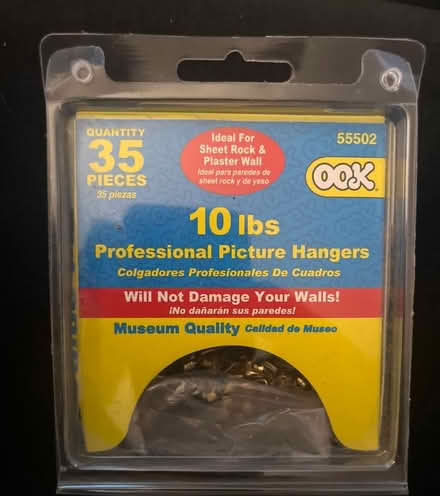 QUANTITY
35
PIECES
35 piezas
Ideal For
Sheet Rock &
Plaster Wall
Ideal para paredes de
sheet rock y de yeso
55502
OOK
10 lbs
Professional Picture Hangers
Colgadores Profesionales De Cuadros
Will Not Damage Your Walls!
¡No dañarán sus paredes!
Museum Quality Calidad de Museo